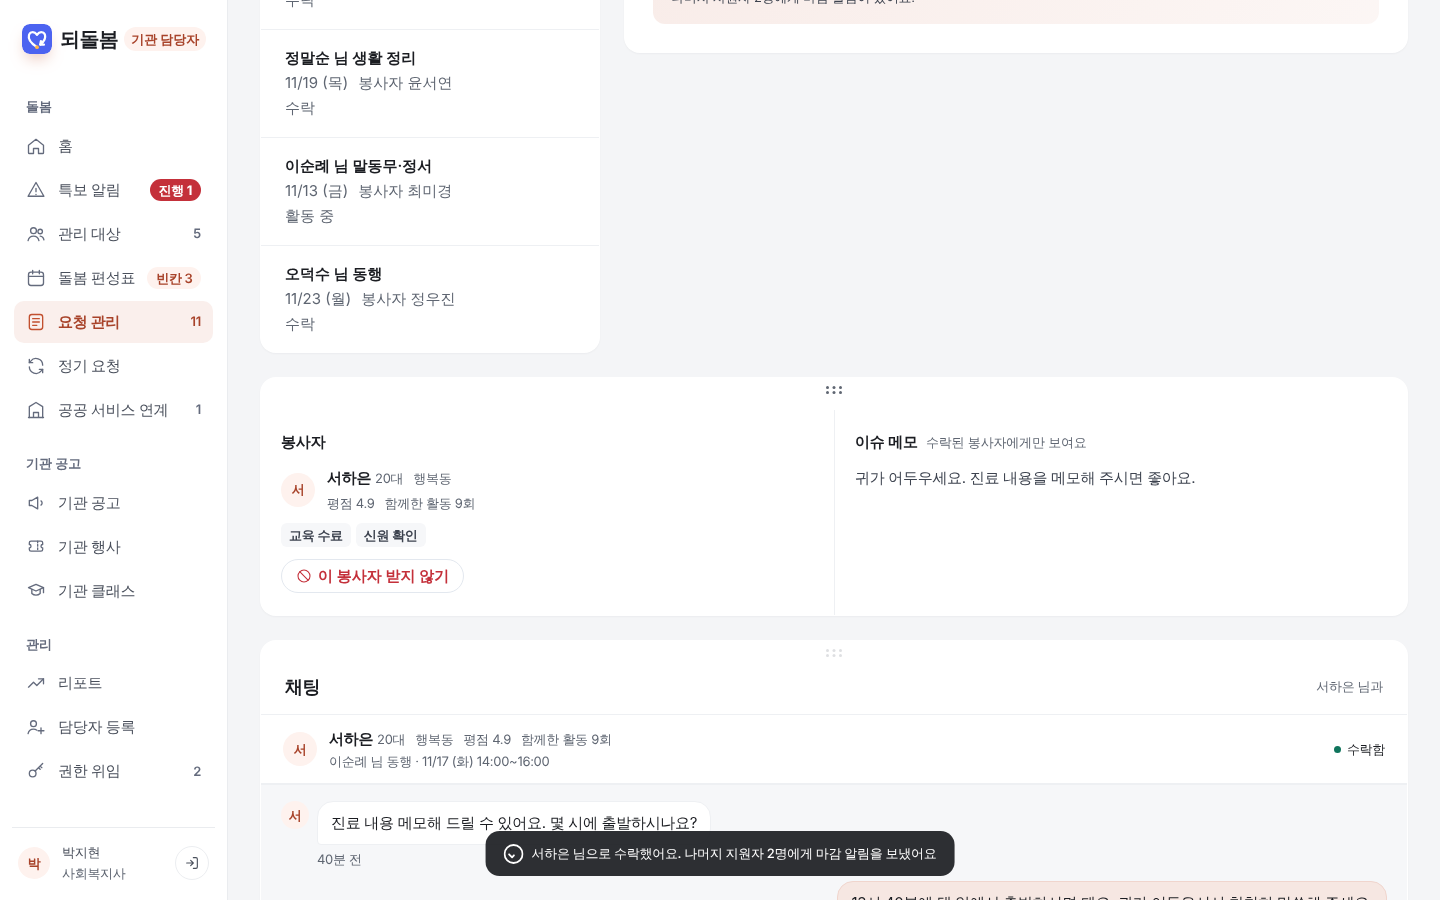 되돌봄 기관 담당자
돌봄
홈
특보 알림 진행 1
관리 대상 5
돌봄 편성표 빈칸 3
요청 관리 11
정기 요청
공공 서비스 연계 1
기관 공고
기관 공고
기관 행사
기관 클래스
관리
리포트
담당자 등록
권한 위임 2
박 박지현
사회복지사
수락
정말순 님 생활 정리
11/19 (목) 봉사자 윤서연
수락
이순례 님 말동무·정서
11/13 (금) 봉사자 최미경
활동 중
오덕수 님 동행
11/23 (월) 봉사자 정우진
수락
봉사자
서 서하은 20대 행복동
평점 4.9 함께한 활동 9회
교육 수료 신원 확인
이 봉사자 받지 않기
이슈 메모 수락된 봉사자에게만 보여요
귀가 어두우세요. 진료 내용을 메모해 주시면 좋아요.
채팅 서하은 님과
서 서하은 20대 행복동 평점 4.9 함께한 활동 9회
이순례 님 동행 · 11/17 (화) 14:00~16:00
수락함
서 진료 내용 메모해 드릴 수 있어요. 몇 시에 출발하시나요?
40분 전
서하은 님으로 수락했어요. 나머지 지원자 2명에게 마감 알림을 보냈어요